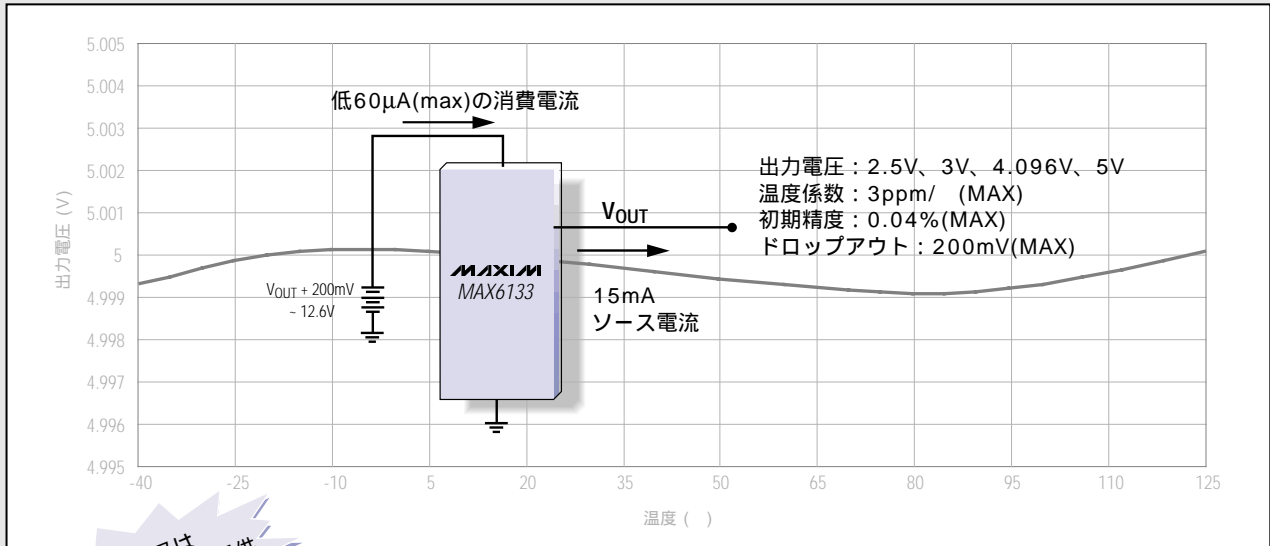 5.005
5.004
5.003
5.002
5.001
5
4.999
4.998
4.997
4.996
4.995
出力電圧 (V)
低60μA(max)の消費電流
VOUT + 200mV
~ 12.6V
MAXIM
MAX6133
VOUT
15mA
ソース電流
出力電圧：2.5V、3V、4.096V、5V
温度係数：3ppm/ (MAX)
初期精度：0.04%(MAX)
ドロップアウト：200mV(MAX)
-40 -25 -10 5 20 35 50 65 80 95 110 125
温度 ( )